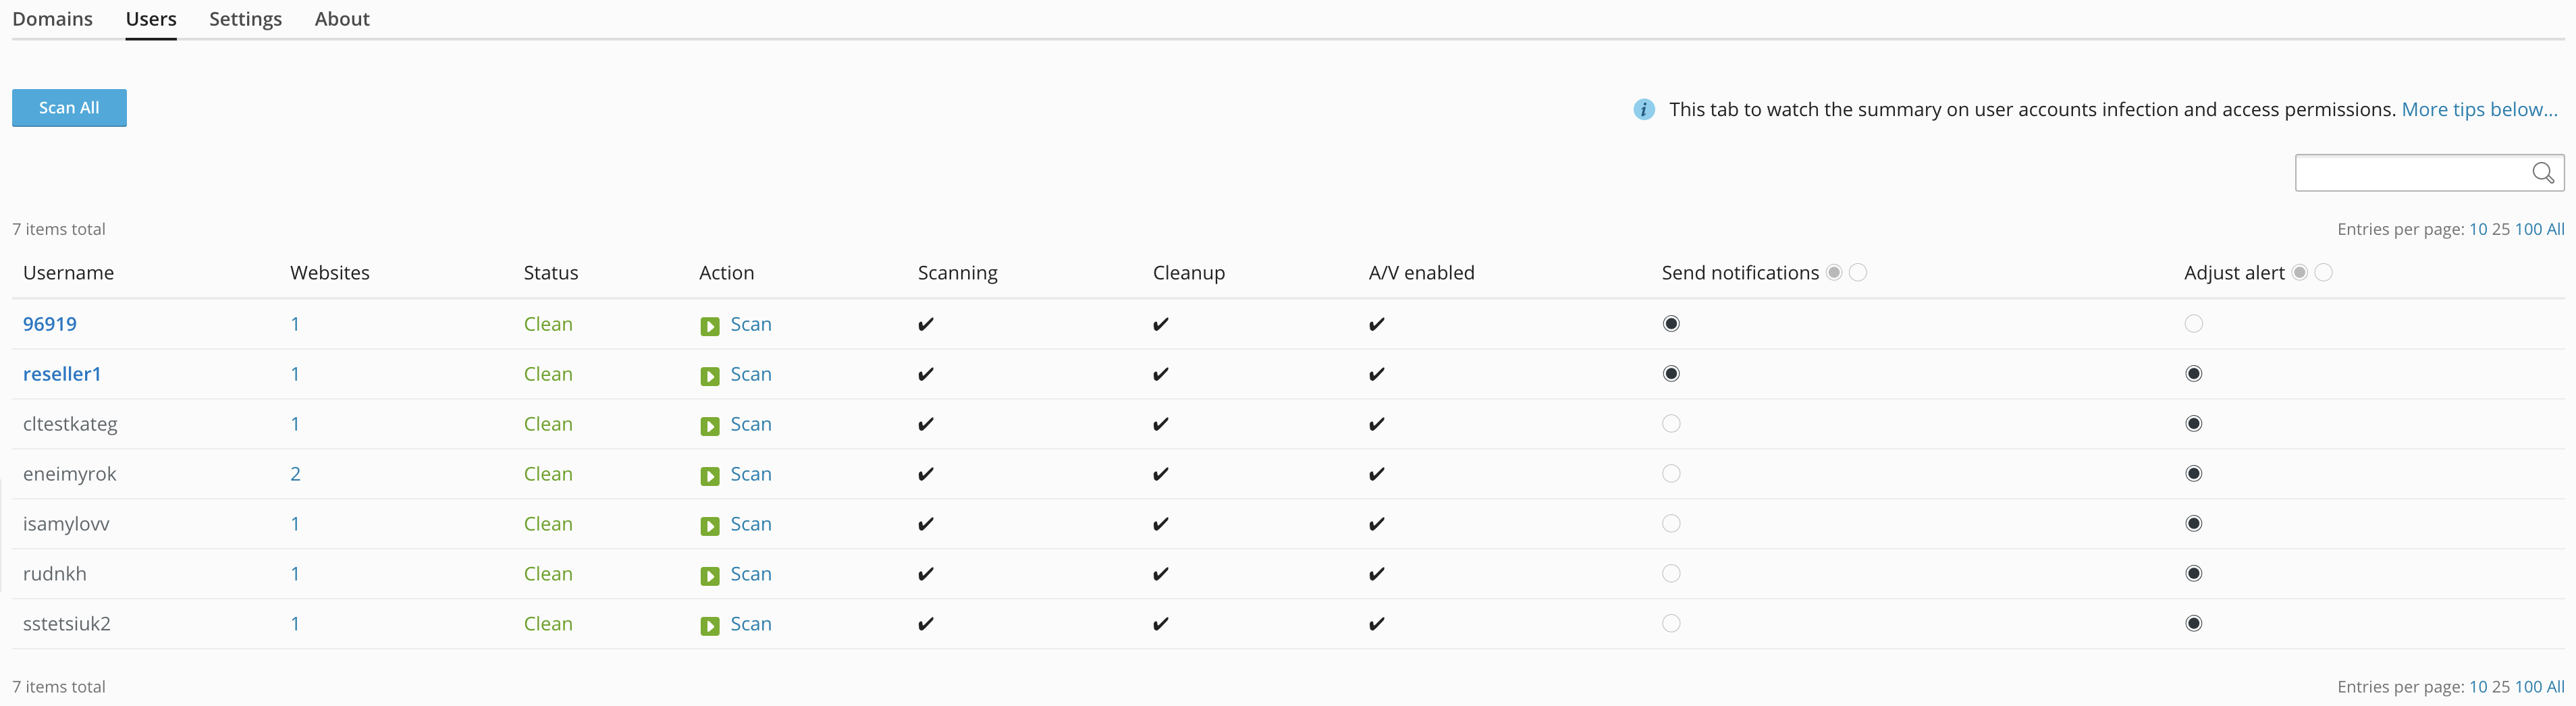 Domains Users Settings About
Scan All
This tab to watch the summary on user accounts infection and access permissions. More tips below...
7 items total Entries per page: 10 25 100 All
Username Websites Status Action Scanning Cleanup A/V enabled Send notifications Adjust alert
96919 1 Clean Scan ✔ ✔ ✔
reseller1 1 Clean Scan ✔ ✔ ✔
cltestkateg 1 Clean Scan ✔ ✔ ✔
eneimyrok 2 Clean Scan ✔ ✔ ✔
isamylovv 1 Clean Scan ✔ ✔ ✔
rudnkh 1 Clean Scan ✔ ✔ ✔
sstetsiuk2 1 Clean Scan ✔ ✔ ✔
7 items total Entries per page: 10 25 100 All